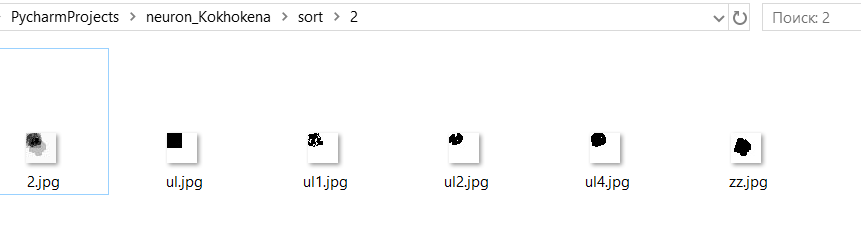 PycharmProjects > neuron_Kokhokena > sort > 2
Поиск: 2
2.jpg
ul.jpg
ul1.jpg
ul2.jpg
ul4.jpg
zz.jpg